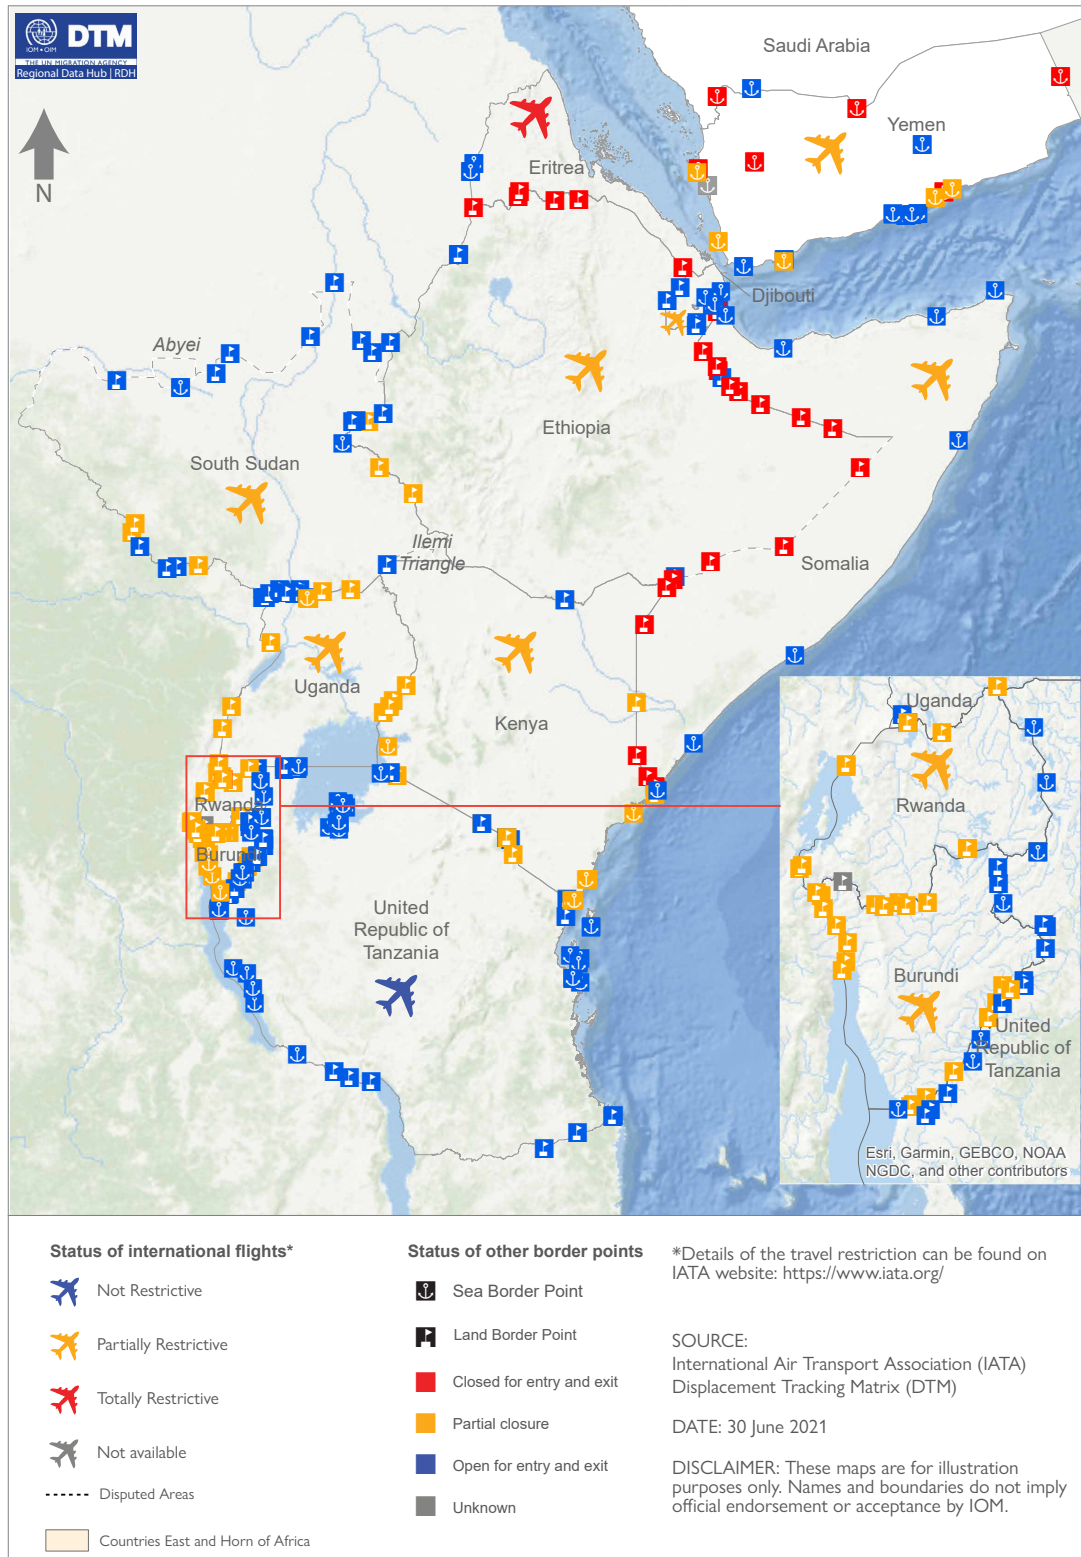 IOM • OIM
DTM
THE UN MIGRATION AGENCY
Regional Data Hub | RDH
N
Saudi Arabia
Yemen
Eritrea
Djibouti
Abyei
Ethiopia
South Sudan
Ilemi
Triangle
Somalia
Uganda
Kenya
Rwanda
Burundi
United
Republic of
Tanzania
Uganda
Rwanda
Burundi
United
Republic of
Tanzania
Esri, Garmin, GEBCO, NOAA
NGDC, and other contributors
Status of international flights*
Not Restrictive
Partially Restrictive
Totally Restrictive
Not available
Disputed Areas
Countries East and Horn of Africa
Status of other border points
Sea Border Point
Land Border Point
Closed for entry and exit
Partial closure
Open for entry and exit
Unknown
*Details of the travel restriction can be found on
IATA website: https://www.iata.org/
SOURCE:
International Air Transport Association (IATA)
Displacement Tracking Matrix (DTM)
DATE: 30 June 2021
DISCLAIMER: These maps are for illustration
purposes only. Names and boundaries do not imply
official endorsement or acceptance by IOM.